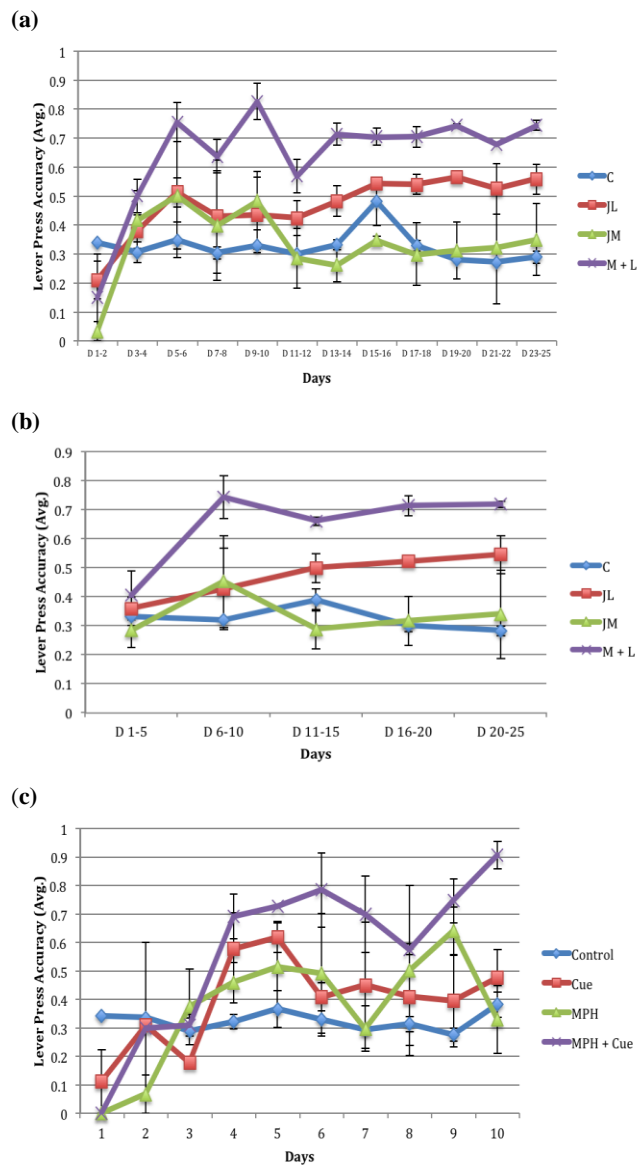 (a)
Lever Press Accuracy (Avg.)
1
0.9
0.8
0.7
0.6
0.5
0.4
0.3
0.2
0.1
0
D 1-2 D 3-4 D 5-6 D 7-8 D 9-10 D 11-12 D 13-14 D 15-16 D 17-18 D 19-20 D 21-22 D 23-25
Days
C
JL
JM
M + L
(b)
Lever Press Accuracy (Avg.)
0.9
0.8
0.7
0.6
0.5
0.4
0.3
0.2
0.1
0
D 1-5 D 6-10 D 11-15 D 16-20 D 20-25
Days
C
JL
JM
M + L
(c)
Lever Press Accuracy (Avg.)
1
0.9
0.8
0.7
0.6
0.5
0.4
0.3
0.2
0.1
0
1 2 3 4 5 6 7 8 9 10
Days
Control
Cue
MPH
MPH + Cue